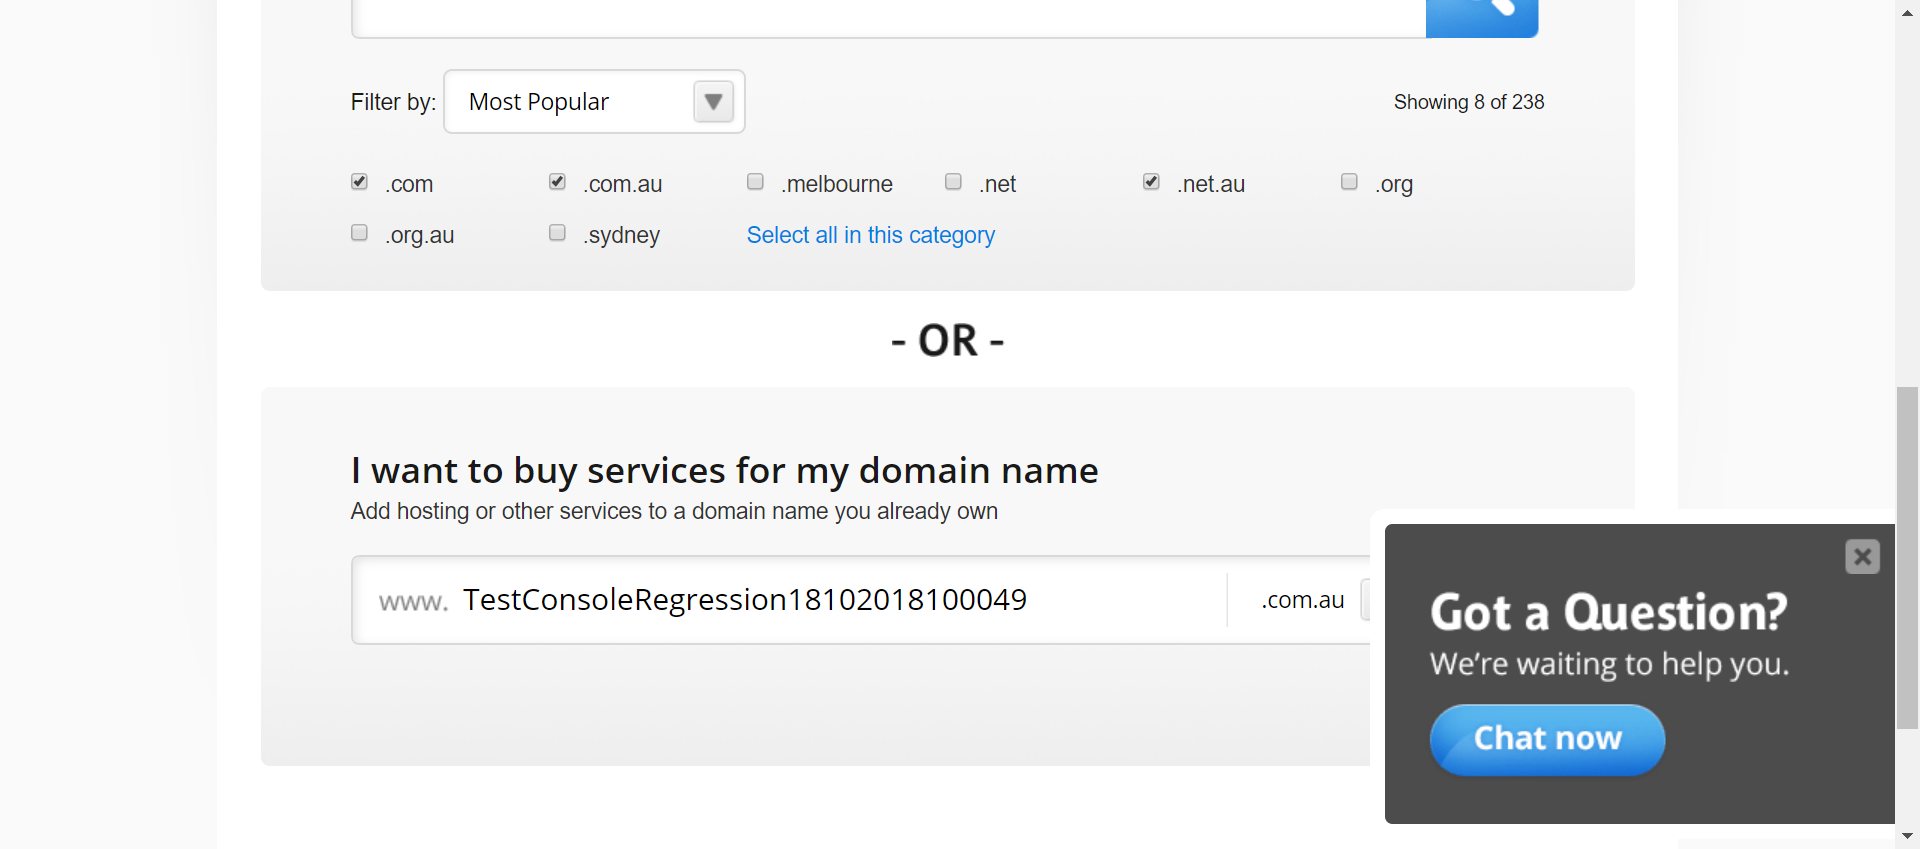 Filter by: Most Popular Showing 8 of 238
.com .com.au .melbourne .net .net.au .org
.org.au .sydney Select all in this category
- OR -
I want to buy services for my domain name
Add hosting or other services to a domain name you already own
www. TestConsoleRegression18102018100049 .com.au
Got a Question?
We’re waiting to help you.
Chat now